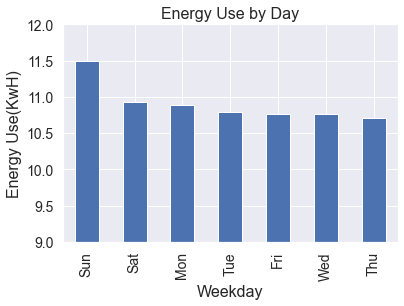 Energy Use by Day
Energy Use(KwH)
12.0
11.5
11.0
10.5
10.0
9.5
9.0
Sun
Sat
Mon
Tue
Fri
Wed
Thu
Weekday